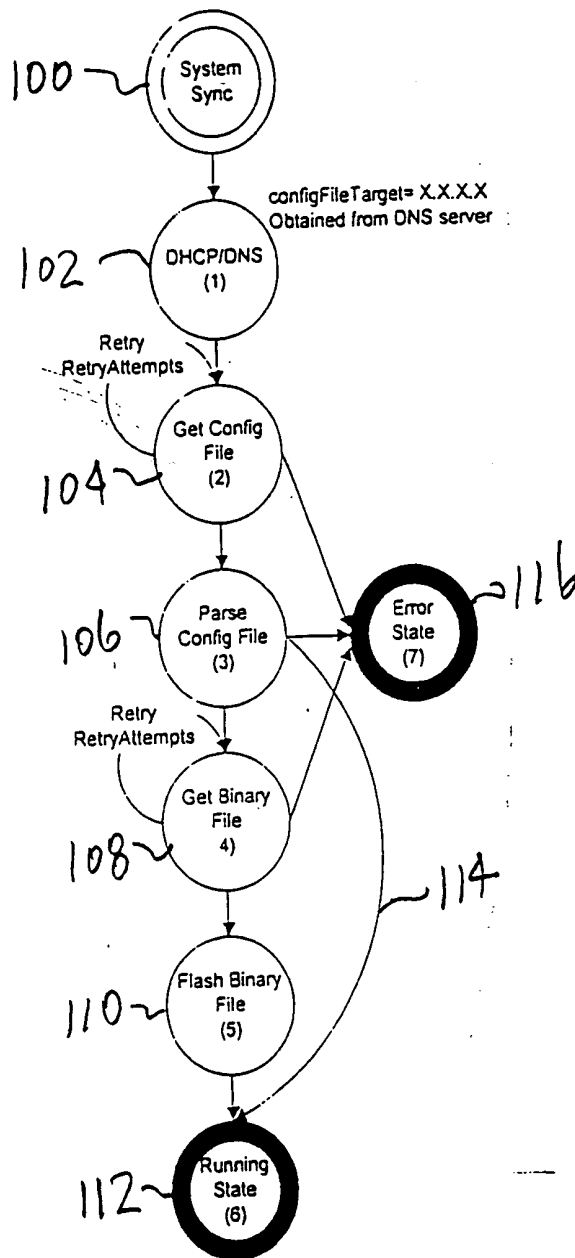 100
System
Sync
configFileTarget= X.X.X.X
Obtained from DNS server
102
DHCP/DNS
(1)
Retry
RetryAttempts
Get Config
File
(2)
104
Parse
Config File
(3)
106
Error
State
(7)
116
Retry
RetryAttempts
Get Binary
File
4)
108
114
Flash Binary
File
(5)
110
Running
State
(6)
112